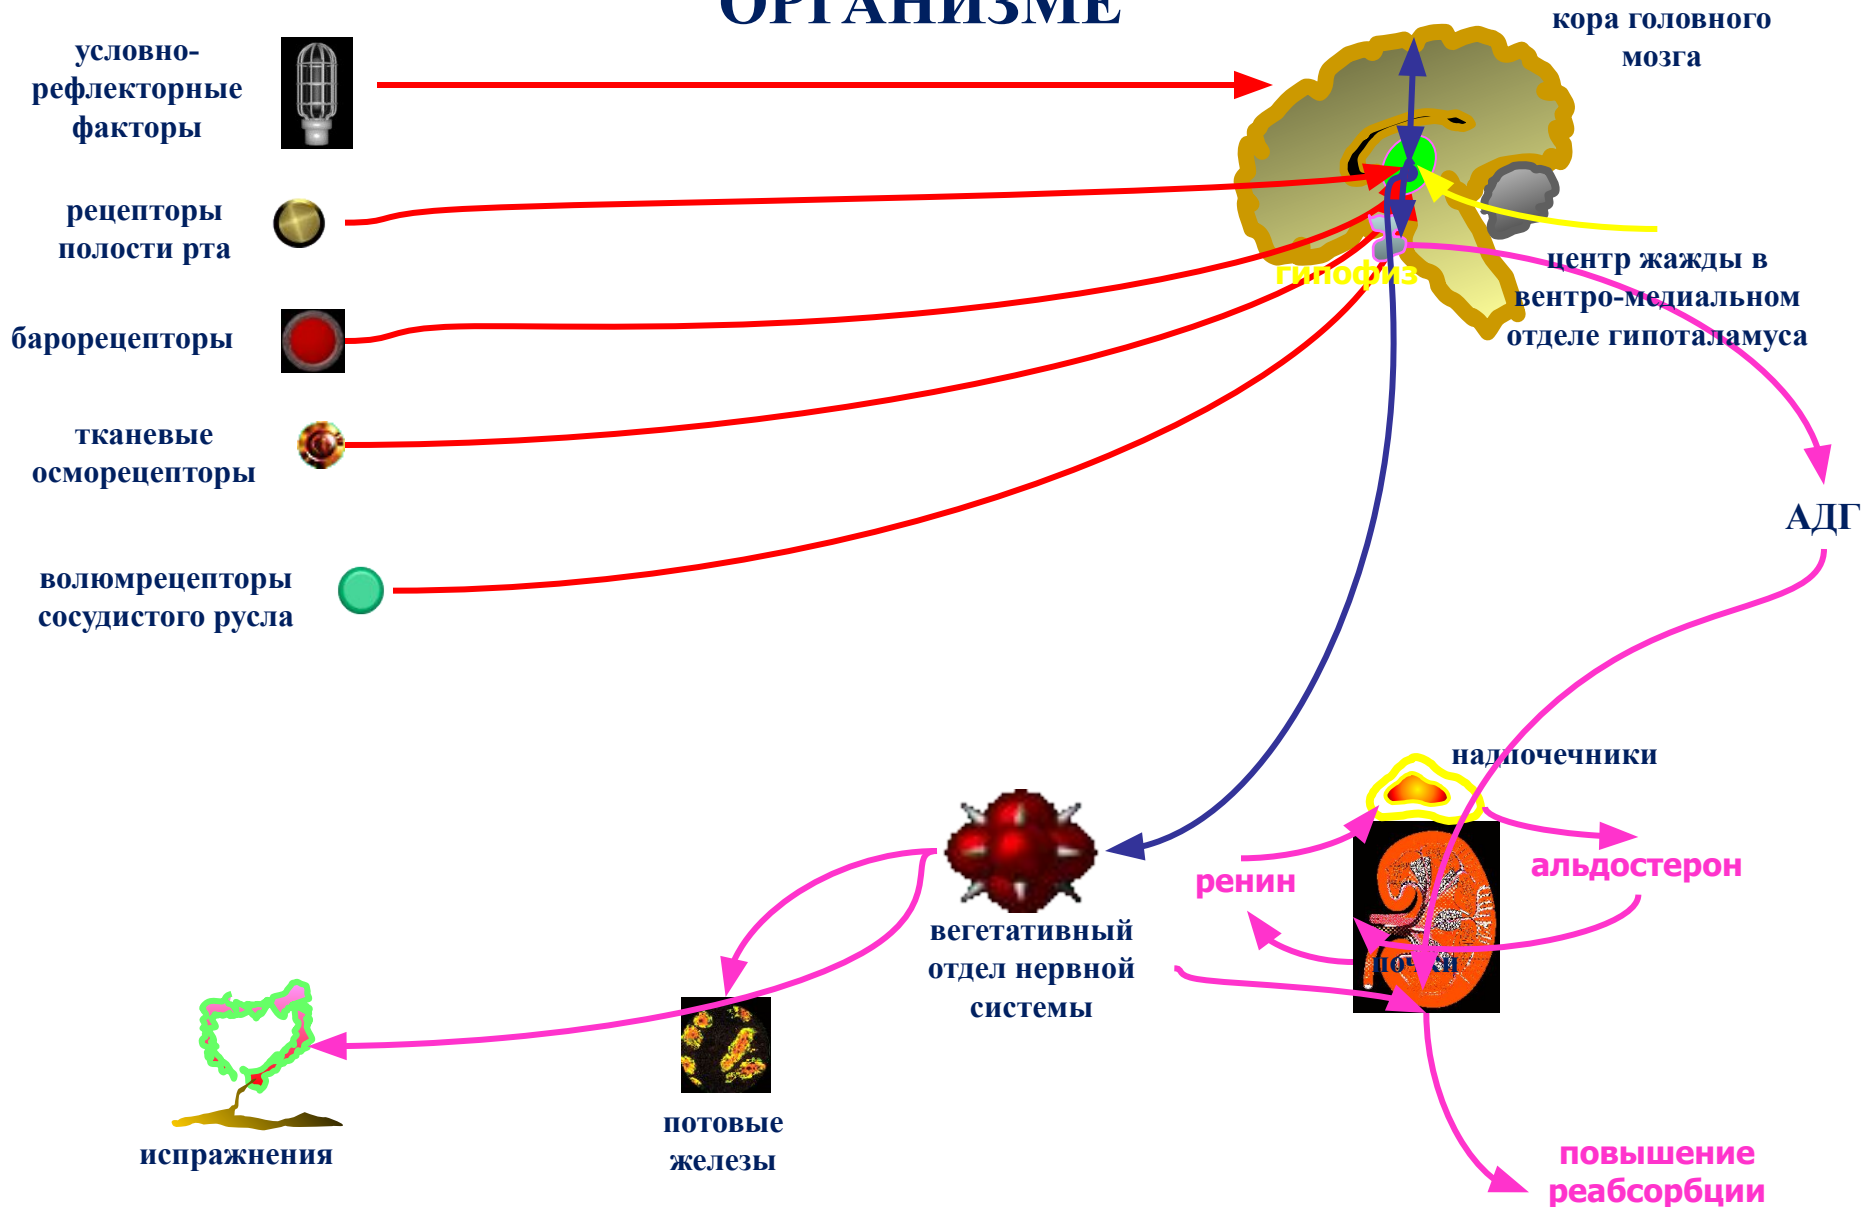 ОРГАНИЗМЕ
кора головного
мозга
условно-
рефлекторные
факторы
рецепторы
полости рта
гипофиз
центр жажды в
вентро-медиальном
отделе гипоталамуса
барорецепторы
тканевые
осморецепторы
АДГ
волюмрецепторы
сосудистого русла
надпочечники
ренин
альдостерон
вегетативный
отдел нервной
системы
почки
потовые
железы
испражнения
повышение
реабсорбции